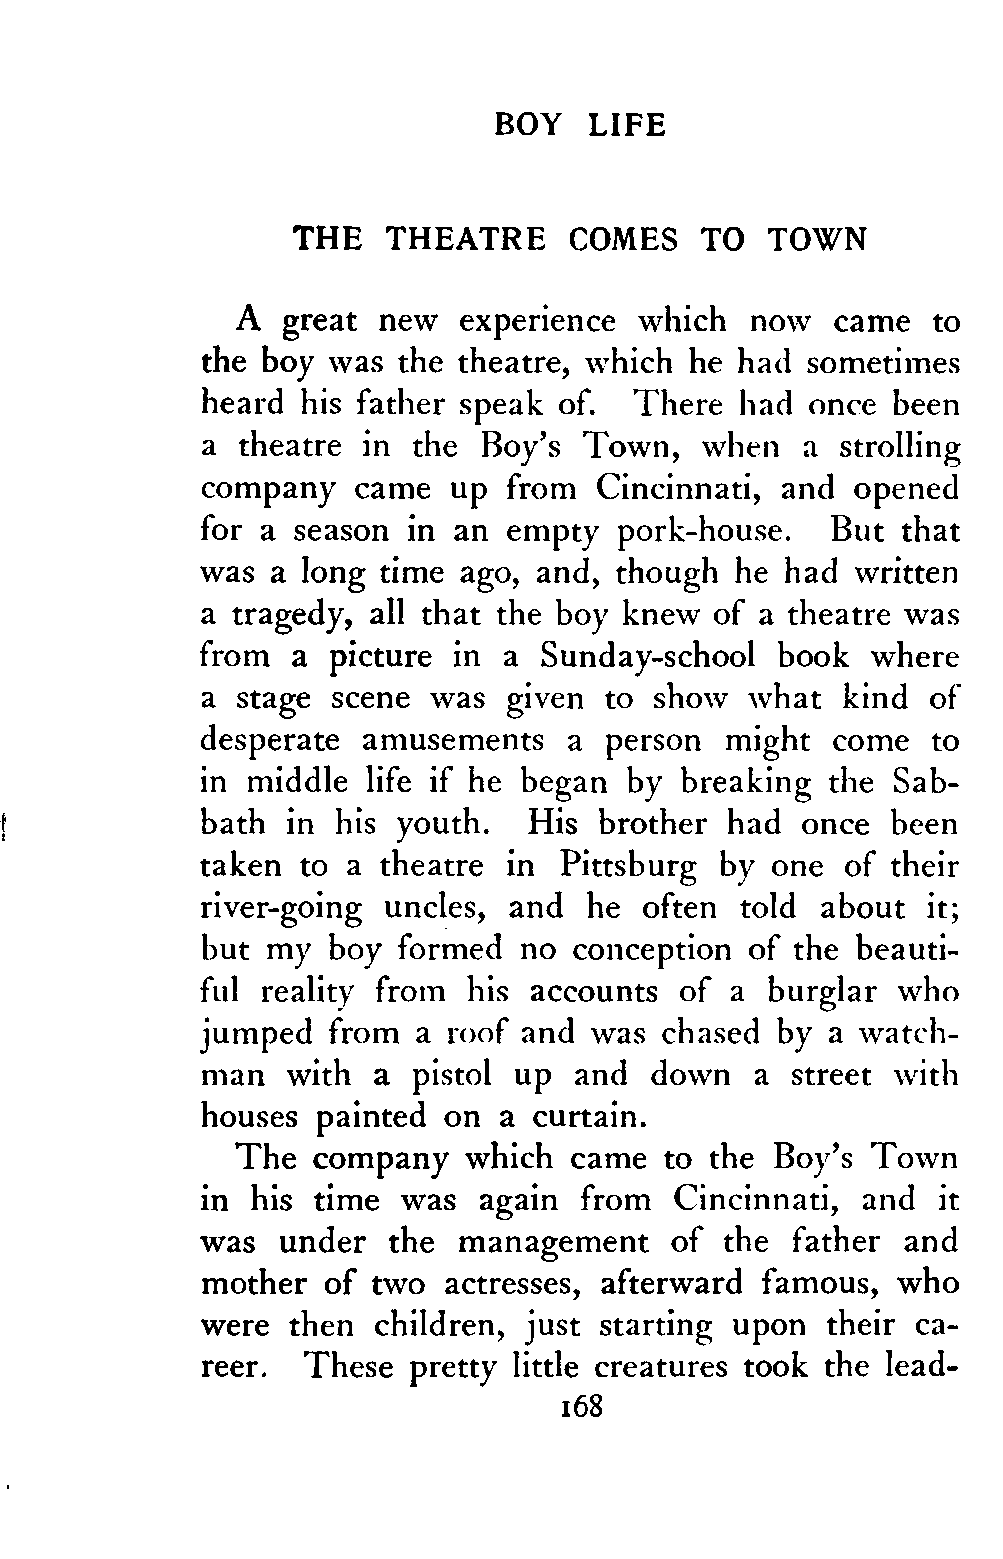 BOY LIFE
THE THEATRE COMES TO TOWN
A great new experience which now came to
the boy was the theatre, which he had sometimes
heard his father speak of. There had once been
a theatre in the Boy's Town, when a strolling
company came up from Cincinnati, and opened
for a season in an empty pork-house. But that
was a long time ago, and, though he had written
a tragedy, all that the boy knew of a theatre was
from a picture in a Sunday-school book where
a stage scene was given to show what kind of
desperate amusements a person might come to
in middle life if he began by breaking the Sab-
bath in his youth. His brother had once been
taken to a theatre in Pittsburg by one of their
river-going uncles, and he often told about it;
but my boy formed no conception of the beauti-
ful reality from his accounts of a burglar who
jumped from a roof and was chased by a watch-
man with a pistol up and down a street with
houses painted on a curtain.
The company which came to the Boy's Town
in his time was again from Cincinnati, and it
was under the management of the father and
mother of two actresses, afterward famous, who
were then children, just starting upon their ca-
reer. These pretty little creatures took the lead-
168